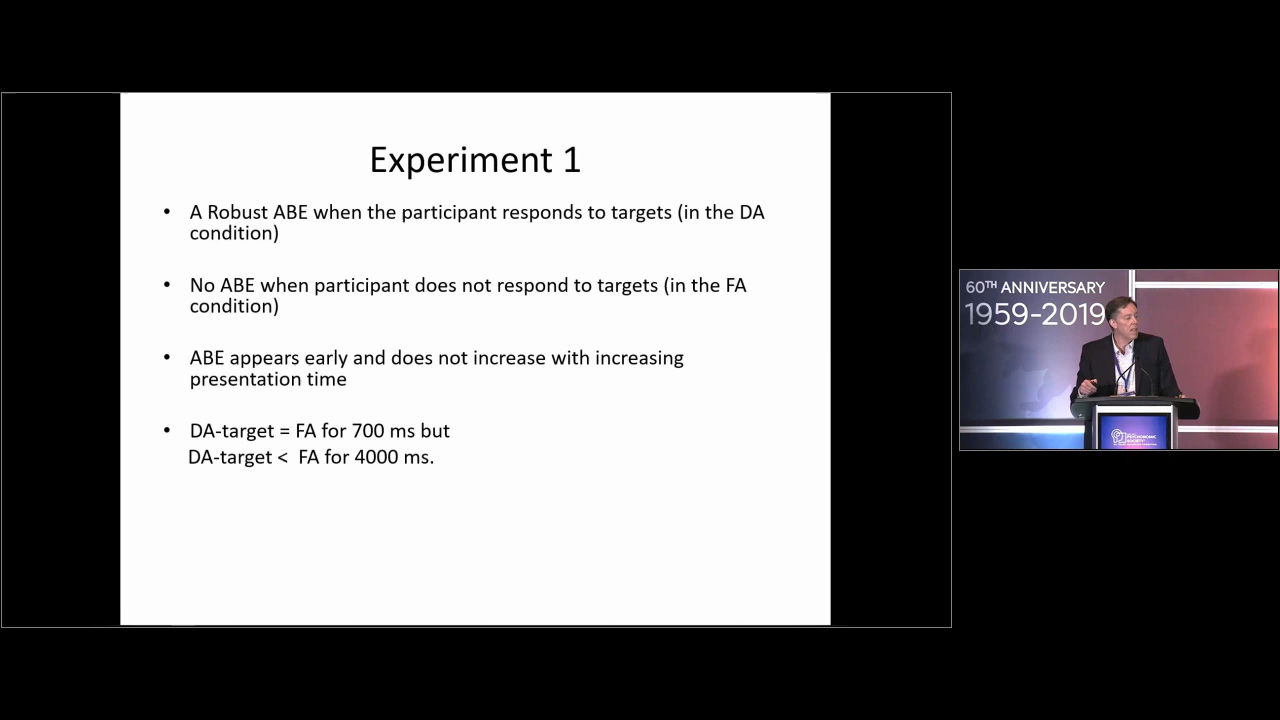 Experiment 1
• A Robust ABE when the participant responds to targets (in the DA
condition)
• No ABE when participant does not respond to targets (in the FA
condition)
• ABE appears early and does not increase with increasing
presentation time
• DA-target = FA for 700 ms but
DA-target < FA for 4000 ms.
60TH ANNIVERSARY
1959-2019
PSYCHONOMIC
SOCIETY